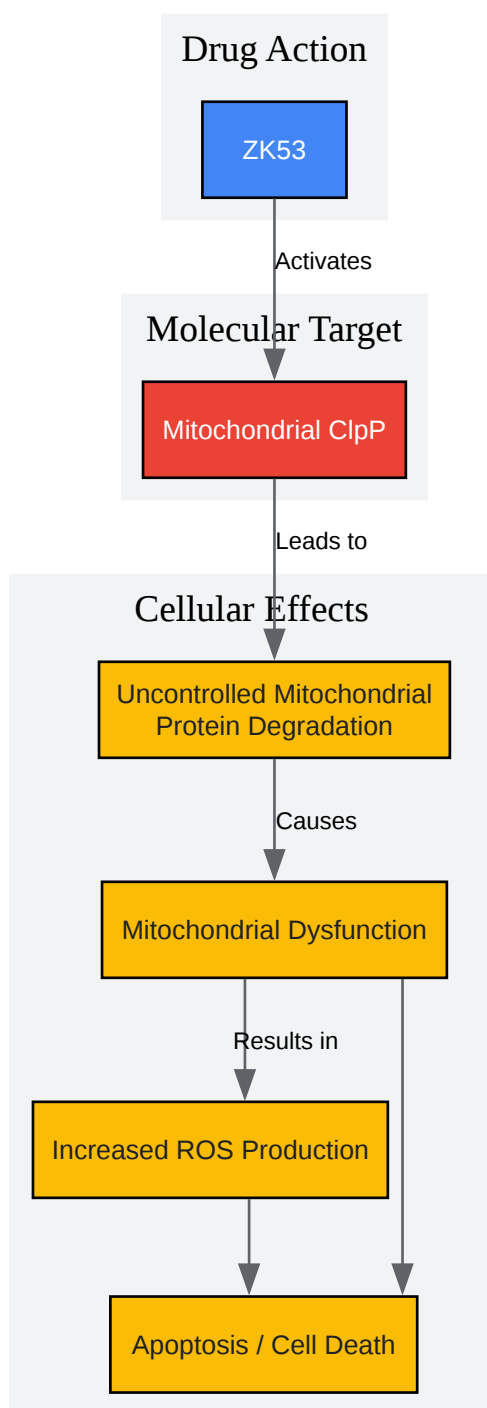 Drug Action
ZK53
Activates
Molecular Target
Mitochondrial ClpP
Leads to
Cellular Effects
Uncontrolled Mitochondrial
Protein Degradation
Causes
Mitochondrial Dysfunction
Results in
Increased ROS Production
Apoptosis / Cell Death